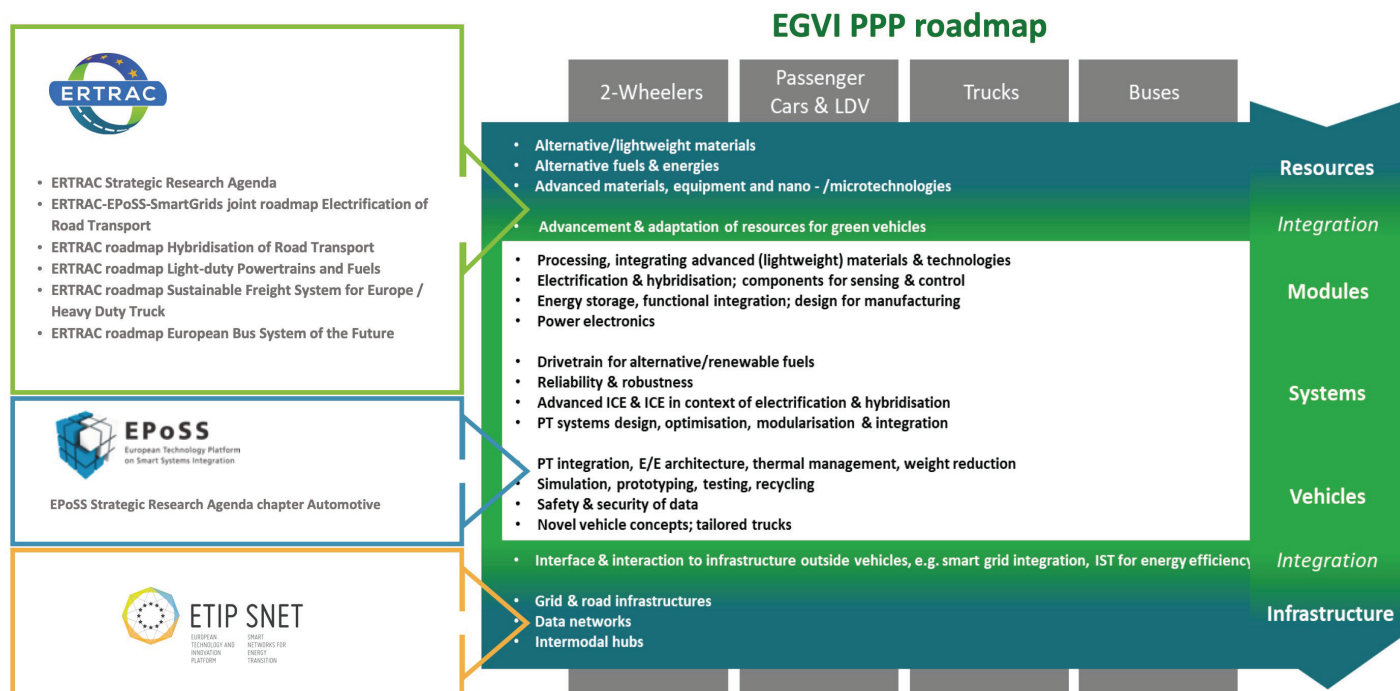 EGVI PPP roadmap
ERTRAC
• ERTRAC Strategic Research Agenda
• ERTRAC-EPoSS-SmartGrids joint roadmap Electrification of
Road Transport
• ERTRAC roadmap Hybridisation of Road Transport
• ERTRAC roadmap Light-duty Powertrains and Fuels
• ERTRAC roadmap Sustainable Freight System for Europe /
Heavy Duty Truck
• ERTRAC roadmap European Bus System of the Future
EPoSS
European Technology Platform
on Smart Systems Integration
EPoSS Strategic Research Agenda chapter Automotive
ETIP SNET
EUROPEAN
TECHNOLOGY AND
INNOVATION
PLATFORM
SMART
NETWORKS FOR
ENERGY
TRANSITION
2-Wheelers
Passenger
Cars & LDV
Trucks
Buses
• Alternative/lightweight materials
• Alternative fuels & energies
• Advanced materials, equipment and nano - /microtechnologies
Resources
• Advancement & adaptation of resources for green vehicles
Integration
• Processing, integrating advanced (lightweight) materials & technologies
• Electrification & hybridisation; components for sensing & control
• Energy storage, functional integration; design for manufacturing
• Power electronics
Modules
• Drivetrain for alternative/renewable fuels
• Reliability & robustness
• Advanced ICE & ICE in context of electrification & hybridisation
• PT systems design, optimisation, modularisation & integration
Systems
• PT integration, E/E architecture, thermal management, weight reduction
• Simulation, prototyping, testing, recycling
• Safety & security of data
• Novel vehicle concepts; tailored trucks
Vehicles
• Interface & interaction to infrastructure outside vehicles, e.g. smart grid integration, IST for energy efficiency
Integration
• Grid & road infrastructures
• Data networks
• Intermodal hubs
Infrastructure